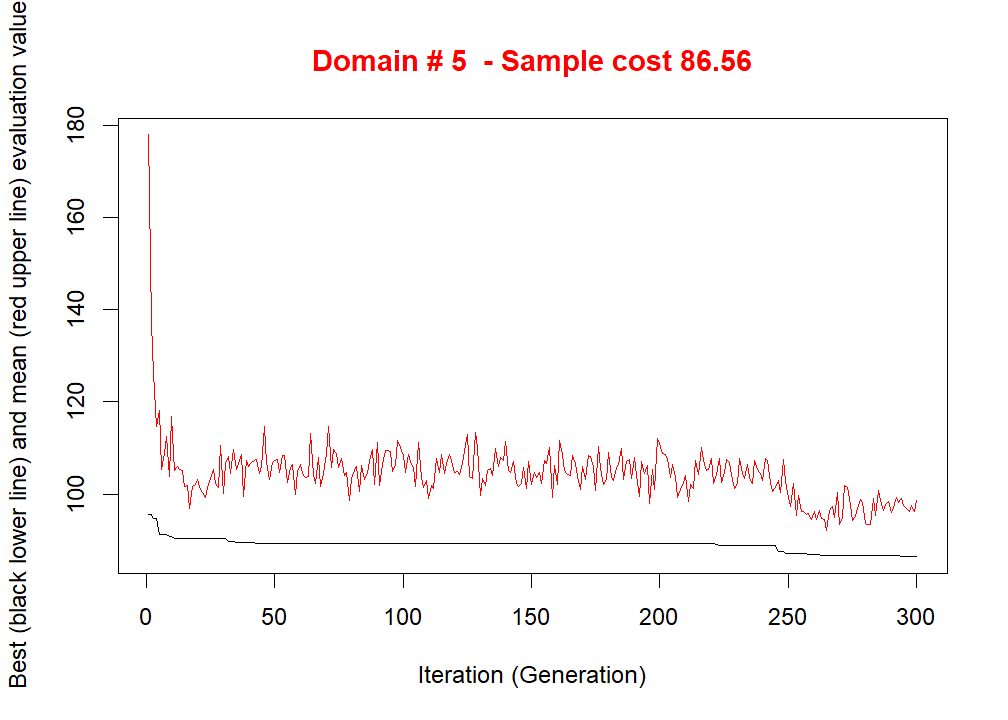 Domain # 5 - Sample cost 86.56
Best (black lower line) and mean (red upper line) evaluation value
180
160
140
120
100
0 50 100 150 200 250 300
Iteration (Generation)